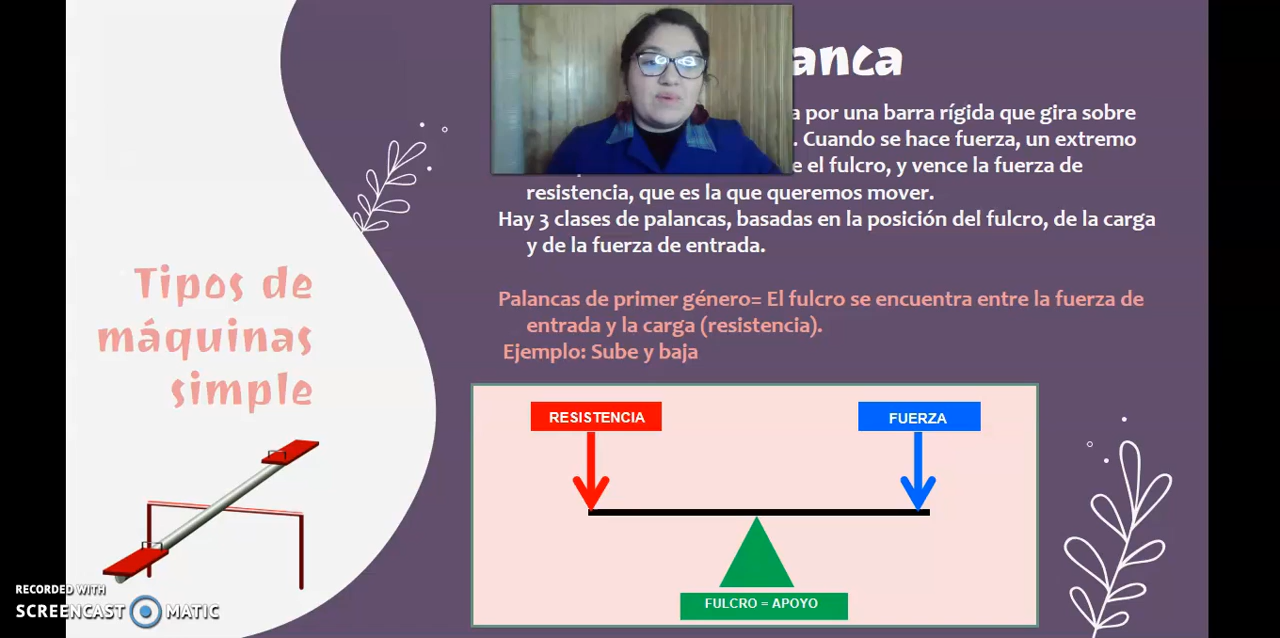 anca
a por una barra rígida que gira sobre
. Cuando se hace fuerza, un extremo
e el fulcro, y vence la fuerza de
resistencia, que es la que queremos mover.
Hay 3 clases de palancas, basadas en la posición del fulcro, de la carga
y de la fuerza de entrada.
Palancas de primer género= El fulcro se encuentra entre la fuerza de
entrada y la carga (resistencia).
Ejemplo: Sube y baja
Tipos de
máquinas
simple
RESISTENCIA
FUERZA
FULCRO = APOYO
RECORDED WITH
SCREENCAST MATIC